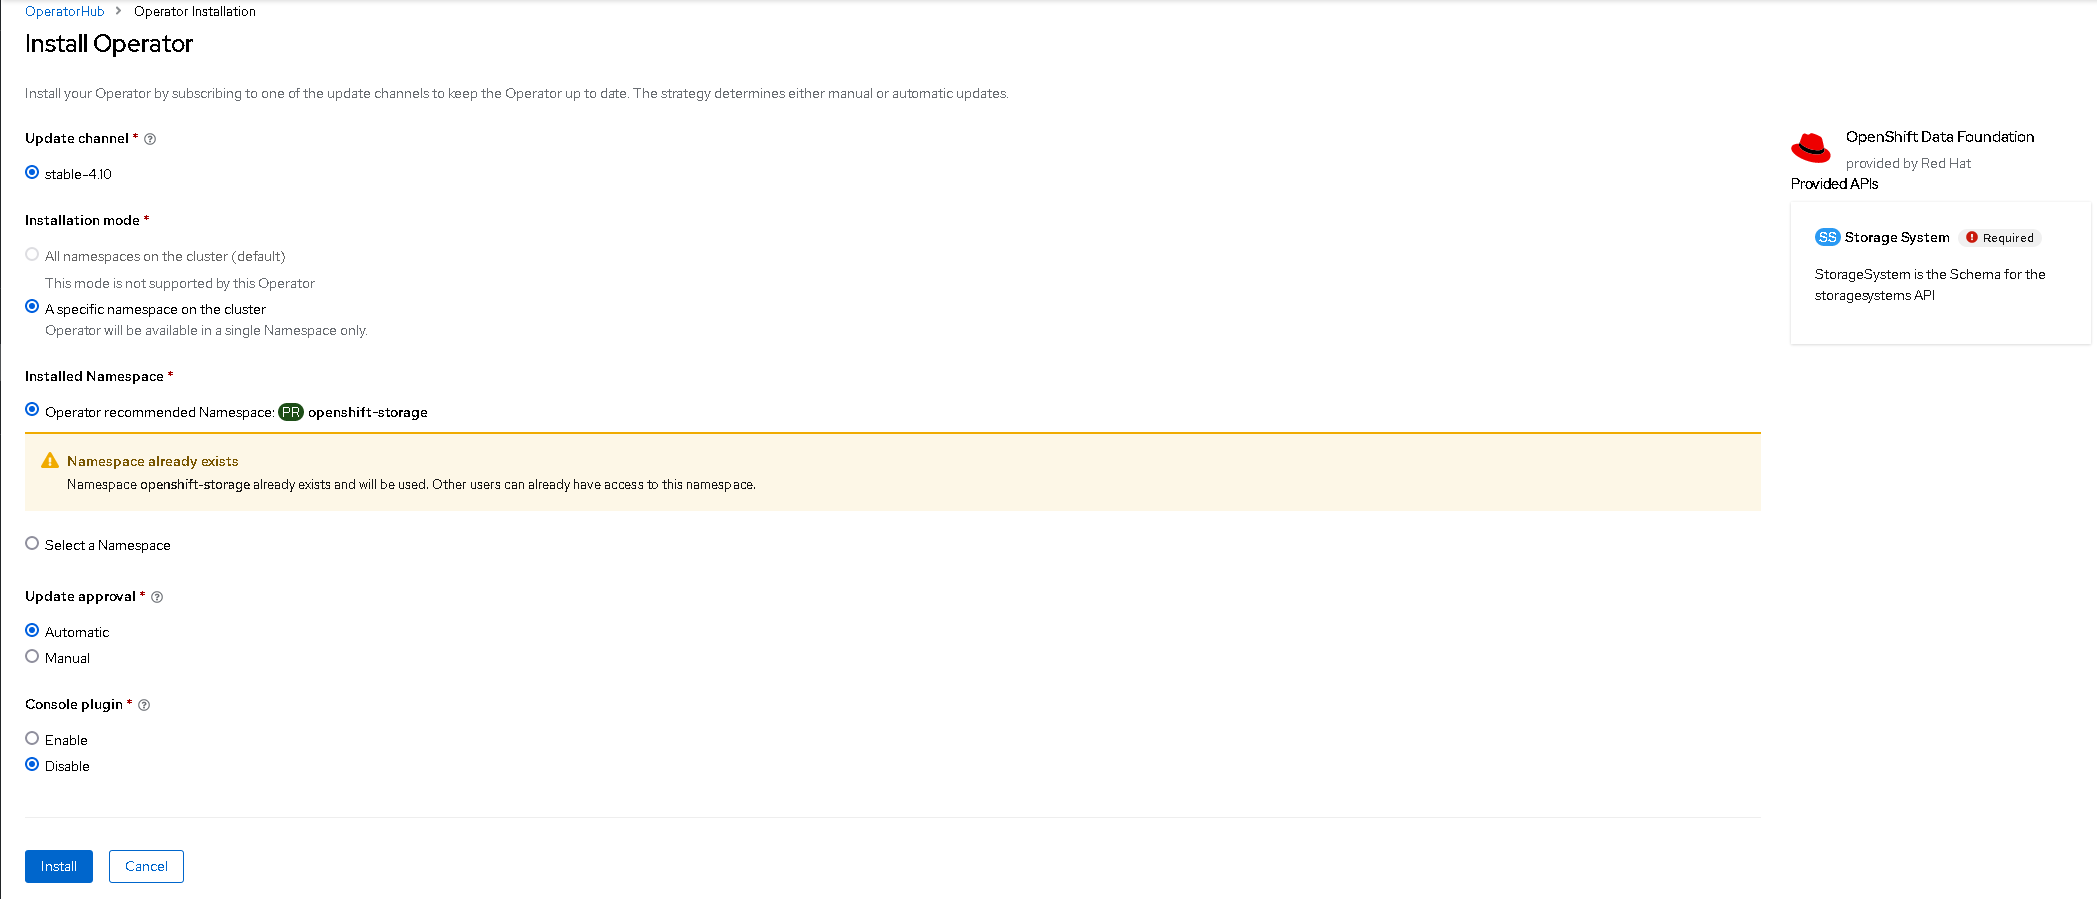 OperatorHub > Operator Installation
Install Operator
Install your Operator by subscribing to one of the update channels to keep the Operator up to date. The strategy determines either manual or automatic updates.
Update channel *
stable-4.10
Installation mode *
All namespaces on the cluster (default)
This mode is not supported by this Operator
A specific namespace on the cluster
Operator will be available in a single Namespace only.
Installed Namespace *
Operator recommended Namespace: PR openshift-storage
Namespace already exists
Namespace openshift-storage already exists and will be used. Other users can already have access to this namespace.
Select a Namespace
Update approval *
Automatic
Manual
Console plugin *
Enable
Disable
Install Cancel
OpenShift Data Foundation
provided by Red Hat
Provided APIs
SS Storage System Required
StorageSystem is the Schema for the
storagesystems API